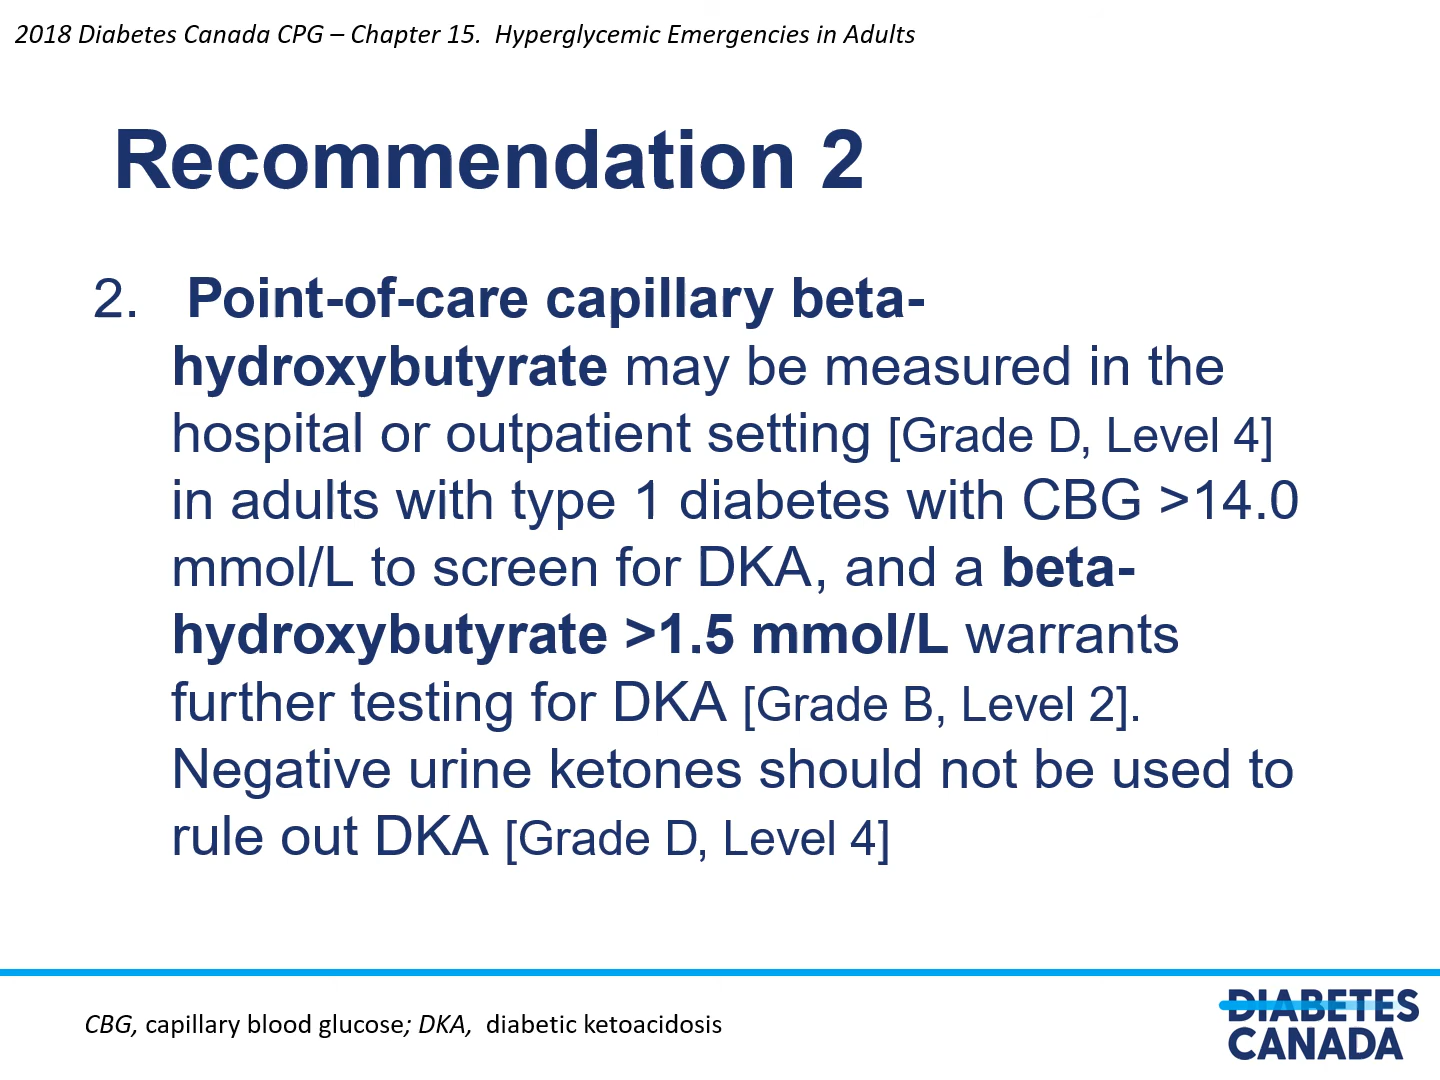 2018 Diabetes Canada CPG – Chapter 15.  Hyperglycemic Emergencies in Adults
Recommendation 2
2. Point-of-care capillary beta-
hydroxybutyrate may be measured in the
hospital or outpatient setting [Grade D, Level 4]
in adults with type 1 diabetes with CBG >14.0
mmol/L to screen for DKA, and a beta-
hydroxybutyrate >1.5 mmol/L warrants
further testing for DKA [Grade B, Level 2].
Negative urine ketones should not be used to
rule out DKA [Grade D, Level 4]
CBG, capillary blood glucose; DKA,  diabetic ketoacidosis
DIABETES
CANADA